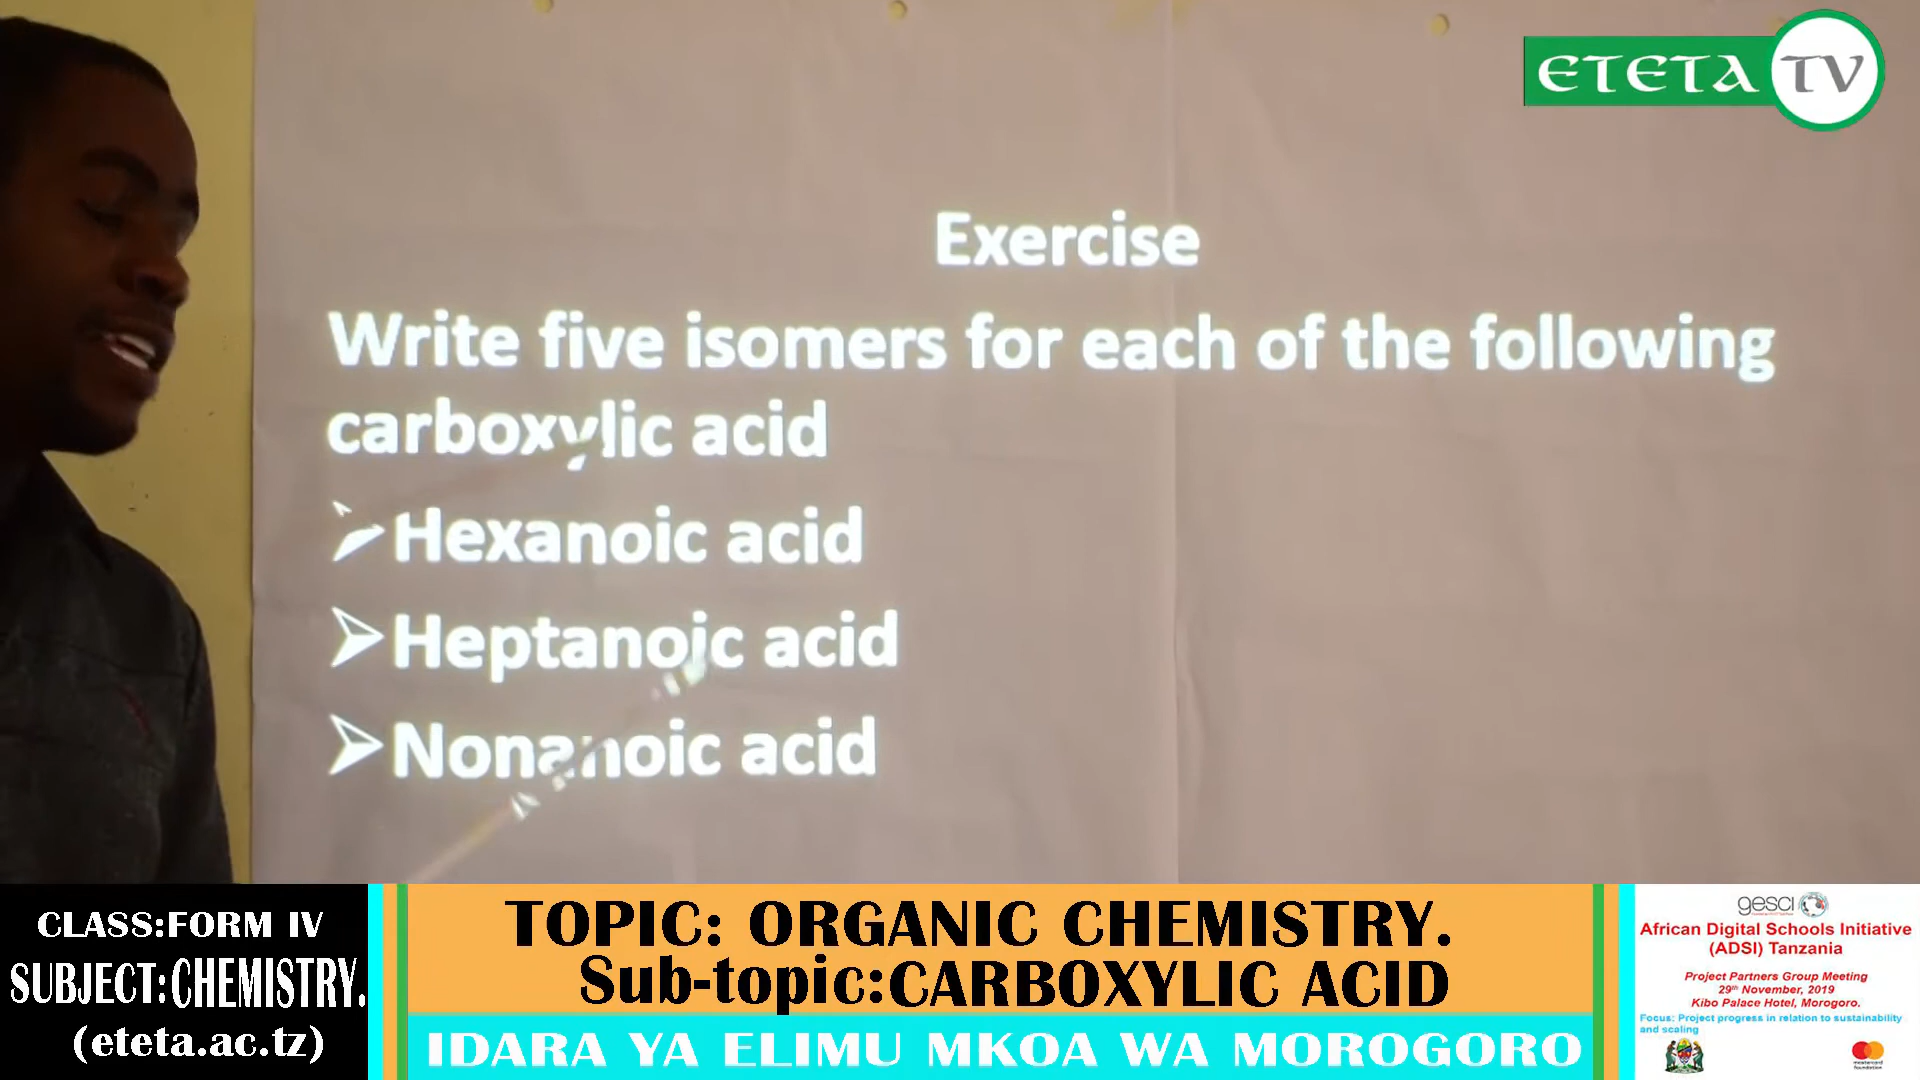 ETETA TV
Exercise
Write five isomers for each of the following
carboxylic acid
Hexanoic acid
Heptanoic acid
Nonanoic acid
CLASS:FORM IV
SUBJECT:CHEMISTRY.
(eteta.ac.tz)
TOPIC: ORGANIC CHEMISTRY.
Sub-topic:CARBOXYLIC ACID
IDARA YA ELIMU MKOA WA MOROGORO
gesci
African Digital Schools Initiative
(ADSI) Tanzania
Project Partners Group Meeting
29th November, 2019
Kibo Palace Hotel, Morogoro.
Focus: Project progress in relation to sustainability
and scaling
mastercard
foundation